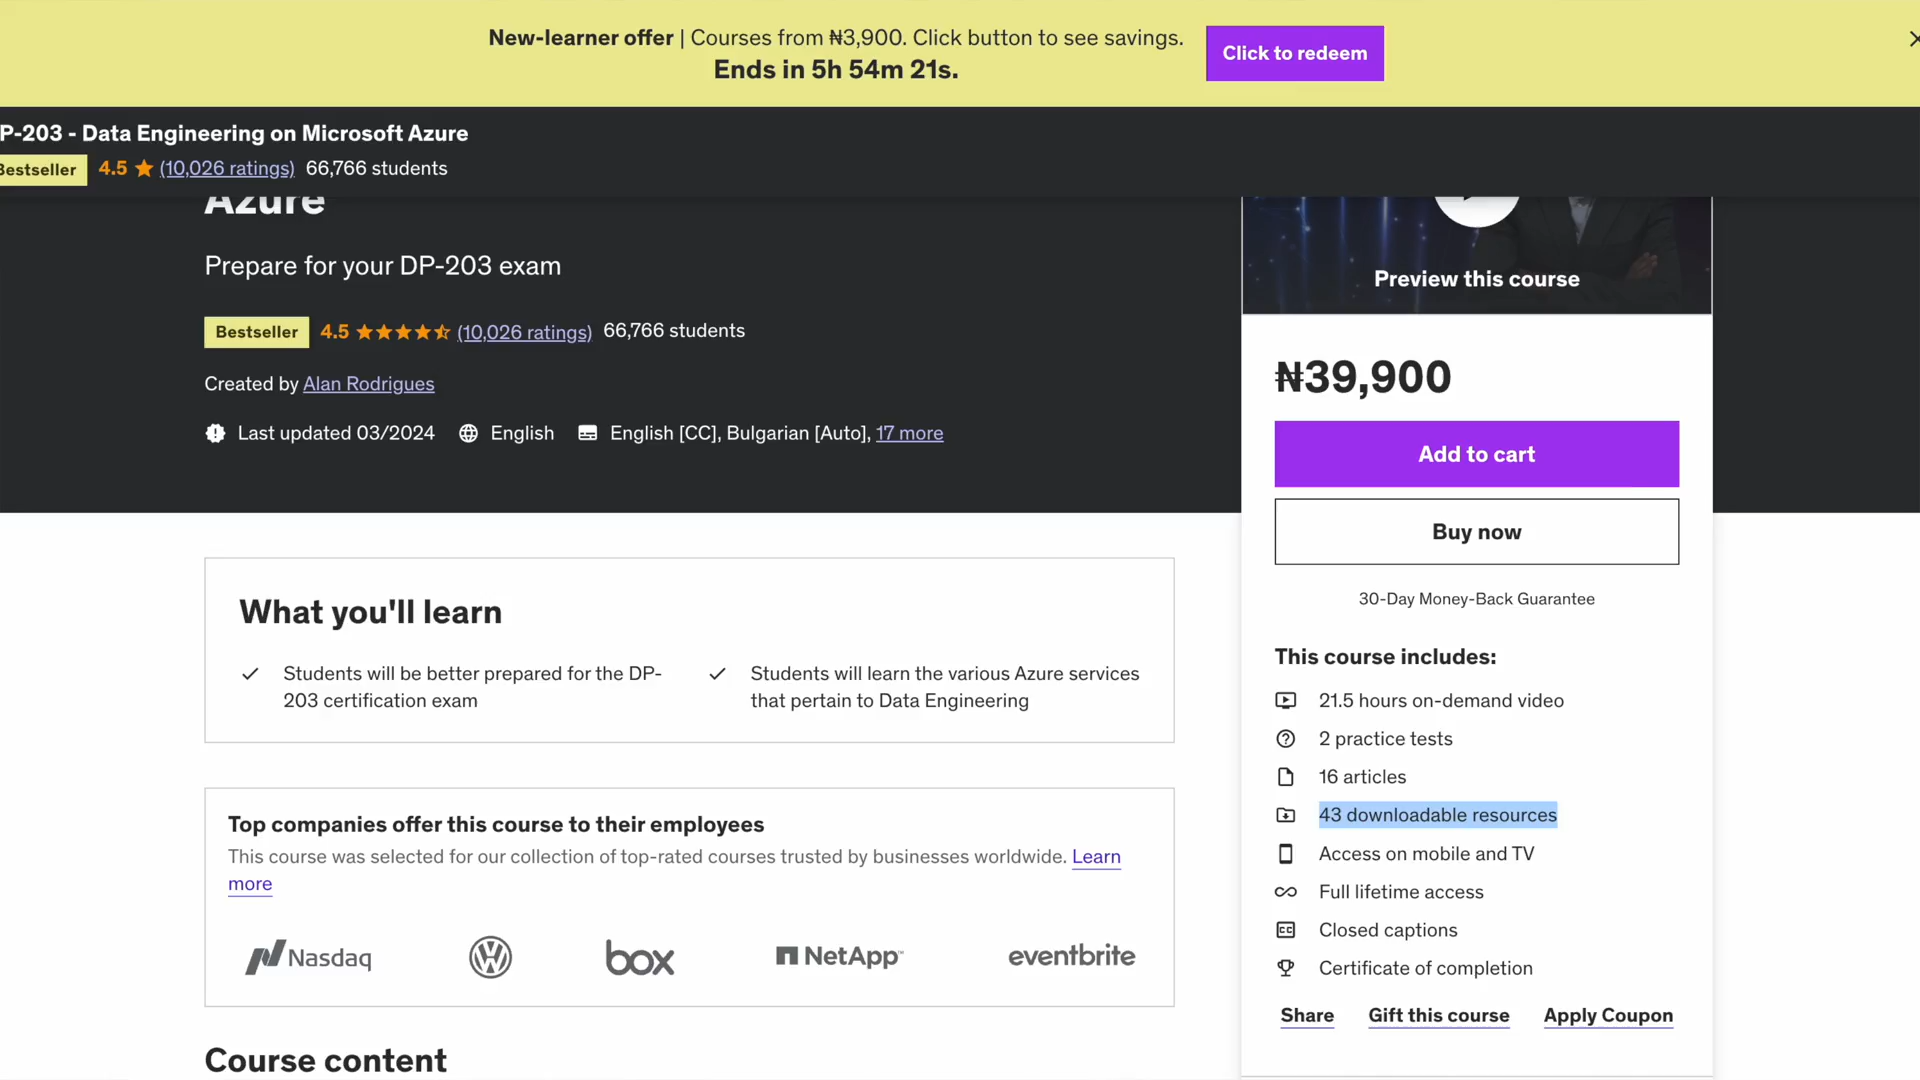 New-learner offer | Courses from ₦3,900. Click button to see savings.
Ends in 5h 54m 21s.
Click to redeem
P-203 - Data Engineering on Microsoft Azure
Bestseller 4.5 (10,026 ratings) 66,766 students
Azure
Prepare for your DP-203 exam
Bestseller 4.5 (10,026 ratings) 66,766 students
Created by Alan Rodrigues
Last updated 03/2024 English English [CC], Bulgarian [Auto], 17 more
Preview this course
₦39,900
Add to cart
Buy now
30-Day Money-Back Guarantee
This course includes:
21.5 hours on-demand video
2 practice tests
16 articles
43 downloadable resources
Access on mobile and TV
Full lifetime access
Closed captions
Certificate of completion
Share Gift this course Apply Coupon
What you'll learn
Students will be better prepared for the DP-
203 certification exam
Students will learn the various Azure services
that pertain to Data Engineering
Top companies offer this course to their employees
This course was selected for our collection of top-rated courses trusted by businesses worldwide. Learn
more
Nasdaq
box
NetApp
eventbrite
Course content